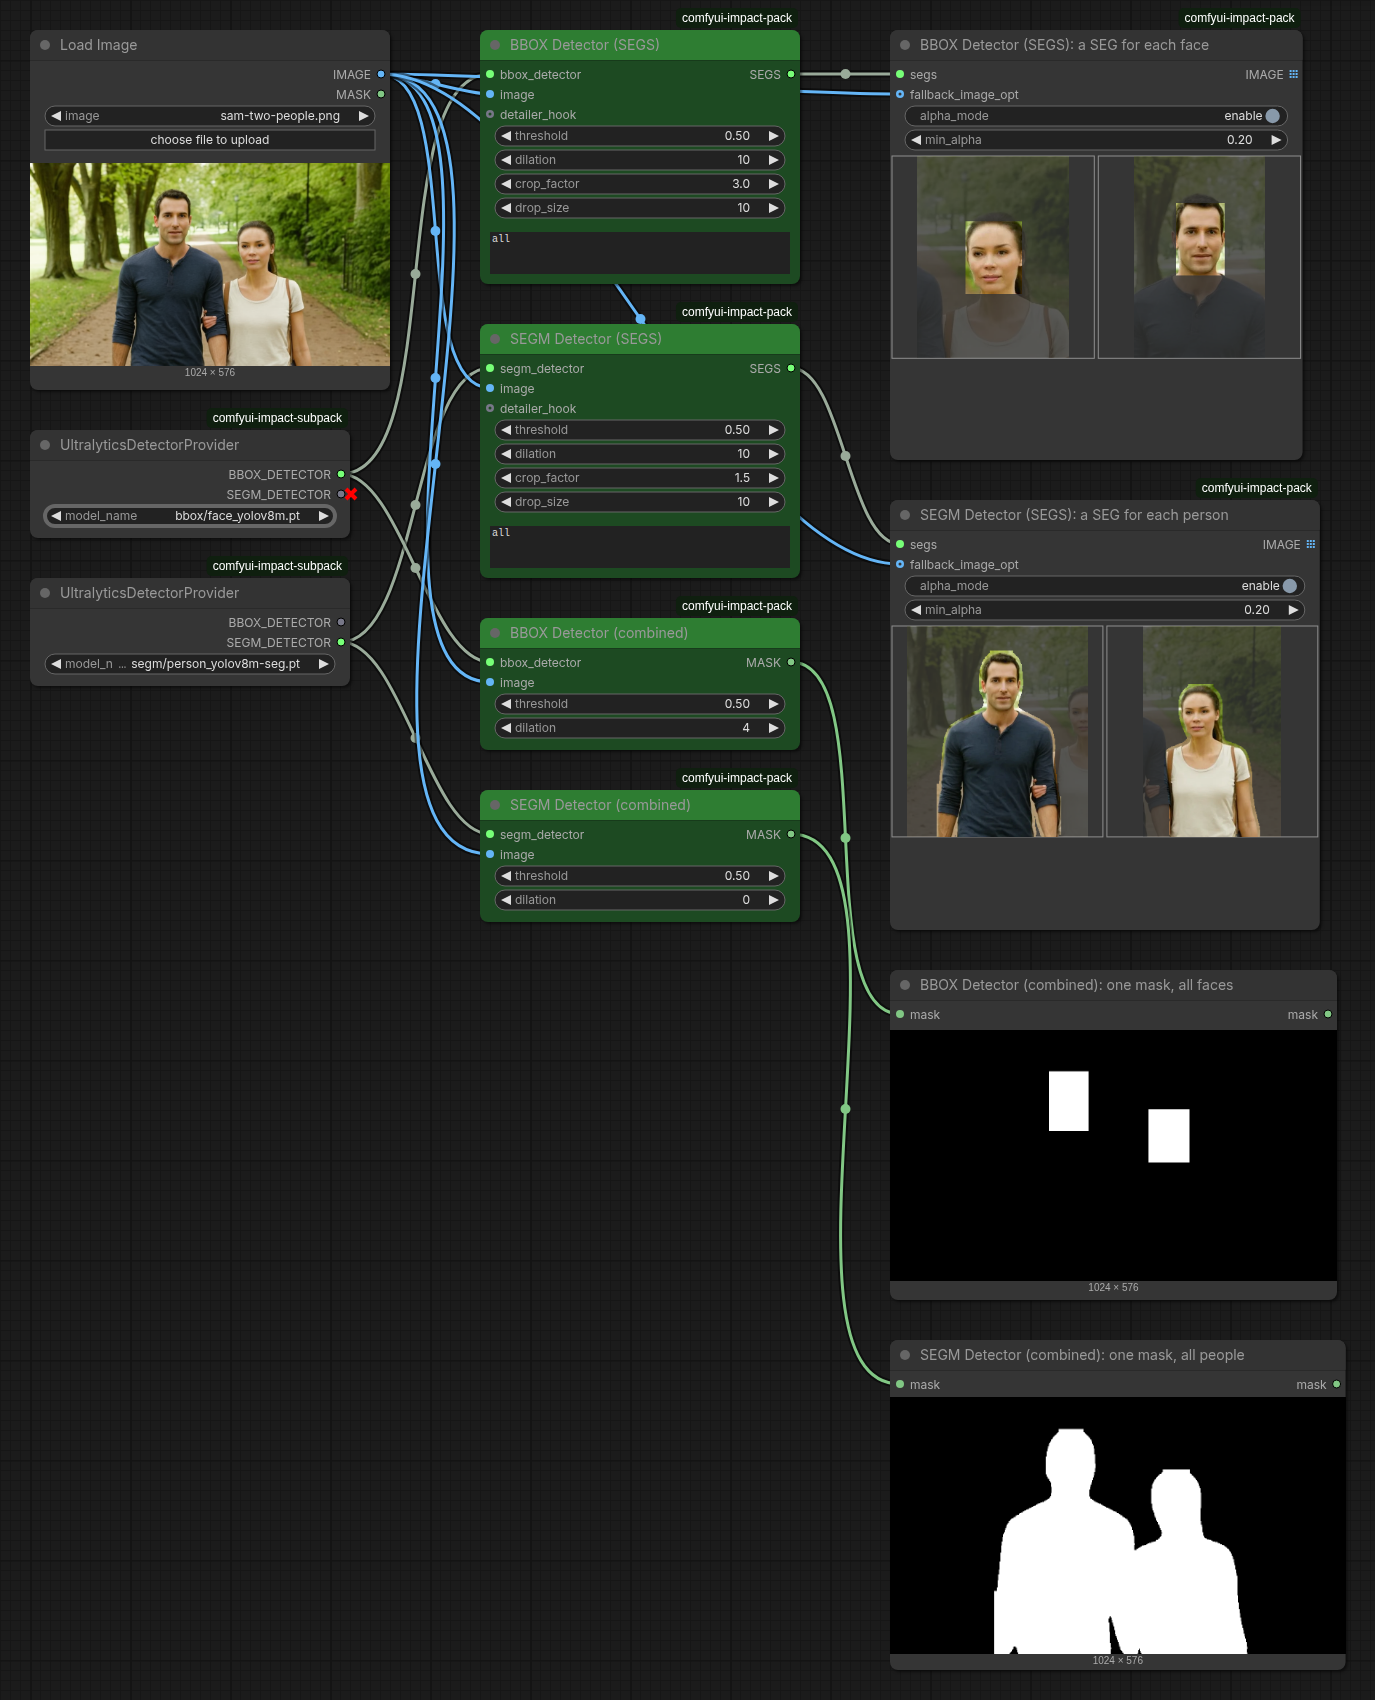 Load Image
IMAGE
MASK
image sam-two-people.png
choose file to upload
1024 × 576
comfyui-impact-subpack
UltralyticsDetectorProvider
BBOX_DETECTOR
SEGM_DETECTOR
model_name bbox/face_yolov8m.pt
comfyui-impact-subpack
UltralyticsDetectorProvider
BBOX_DETECTOR
SEGM_DETECTOR
model_n ... segm/person_yolov8m-seg.pt
comfyui-impact-pack
BBOX Detector (SEGS)
bbox_detector SEGS
image
detailer_hook
threshold 0.50
dilation 10
crop_factor 3.0
drop_size 10
all
comfyui-impact-pack
SEGM Detector (SEGS)
segm_detector SEGS
image
detailer_hook
threshold 0.50
dilation 10
crop_factor 1.5
drop_size 10
all
comfyui-impact-pack
BBOX Detector (combined)
bbox_detector MASK
image
threshold 0.50
dilation 4
comfyui-impact-pack
SEGM Detector (combined)
segm_detector MASK
image
threshold 0.50
dilation 0
comfyui-impact-pack
BBOX Detector (SEGS): a SEG for each face
segs IMAGE
fallback_image_opt
alpha_mode enable
min_alpha 0.20
comfyui-impact-pack
SEGM Detector (SEGS): a SEG for each person
segs IMAGE
fallback_image_opt
alpha_mode enable
min_alpha 0.20
BBOX Detector (combined): one mask, all faces
mask mask
1024 × 576
SEGM Detector (combined): one mask, all people
mask mask
1024 × 576